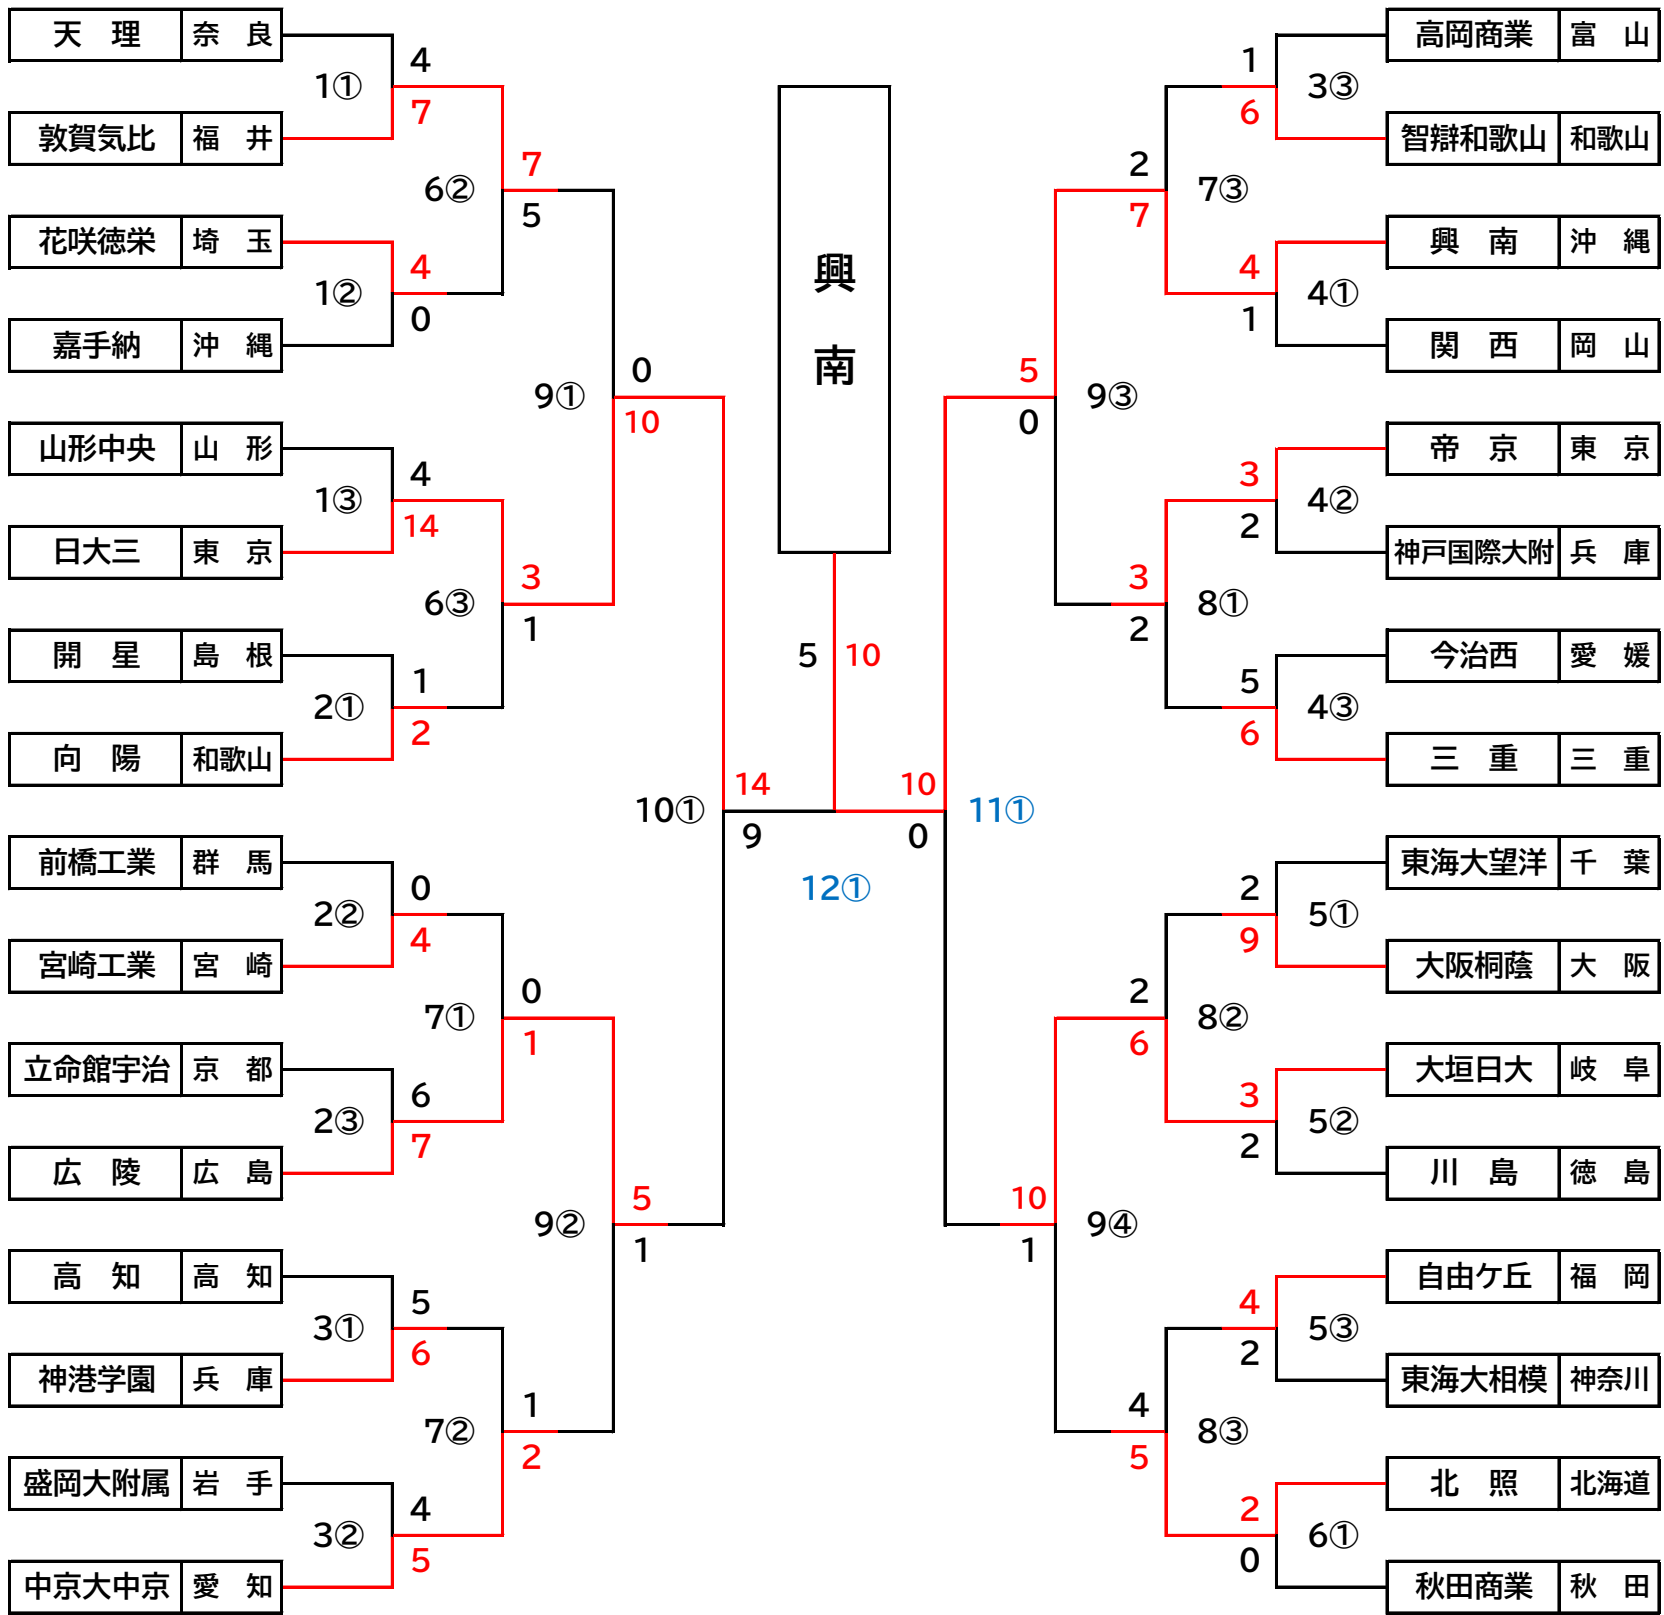 天 理 奈 良
4
1①
7
敦賀気比 福 井
7
6②
5
花咲徳栄 埼 玉
4
1②
0
嘉手納 沖 縄
0
9①
10
山形中央 山 形
4
1③
14
日大三 東 京
3
6③
1
開 星 島 根
1
2①
2
向 陽 和歌山
14
10①
9
前橋工業 群 馬
0
2②
4
宮崎工業 宮 崎
0
7①
1
立命館宇治 京 都
6
2③
7
広 陵 広 島
5
9②
1
高 知 高 知
5
3①
6
神港学園 兵 庫
1
7②
2
盛岡大附属 岩 手
4
3②
5
中京大中京 愛 知
興
南
5 10
12①
高岡商業 富 山
1
3③
6
智辯和歌山 和歌山
2
7③
7
興 南 沖 縄
4
4①
1
関 西 岡 山
5
9③
0
帝 京 東 京
3
4②
2
神戸国際大附 兵 庫
3
8①
2
今治西 愛 媛
5
4③
6
三 重 三 重
10
11①
0
東海大望洋 千 葉
2
5①
9
大阪桐蔭 大 阪
2
8②
6
大垣日大 岐 阜
3
5②
2
川 島 徳 島
10
9④
1
自由ケ丘 福 岡
4
5③
2
東海大相模 神奈川
4
8③
5
北 照 北海道
2
6①
0
秋田商業 秋 田